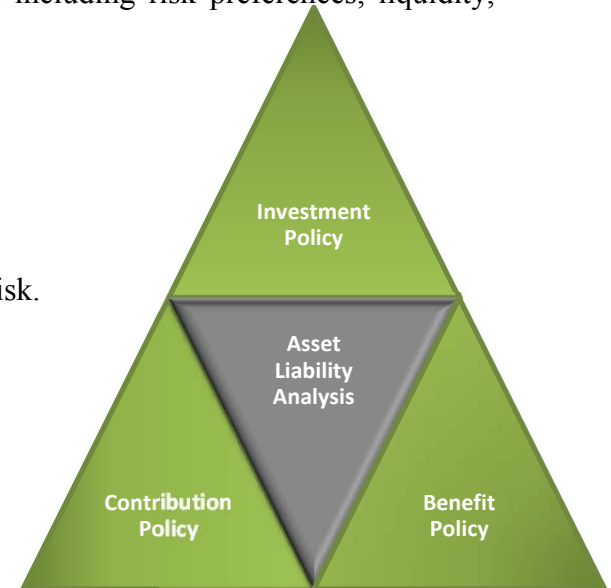 including risk preferences, liquidity,
Investment
Policy
isk.
Asset
Liability
Analysis
Contribution
Policy
Benefit
Policy